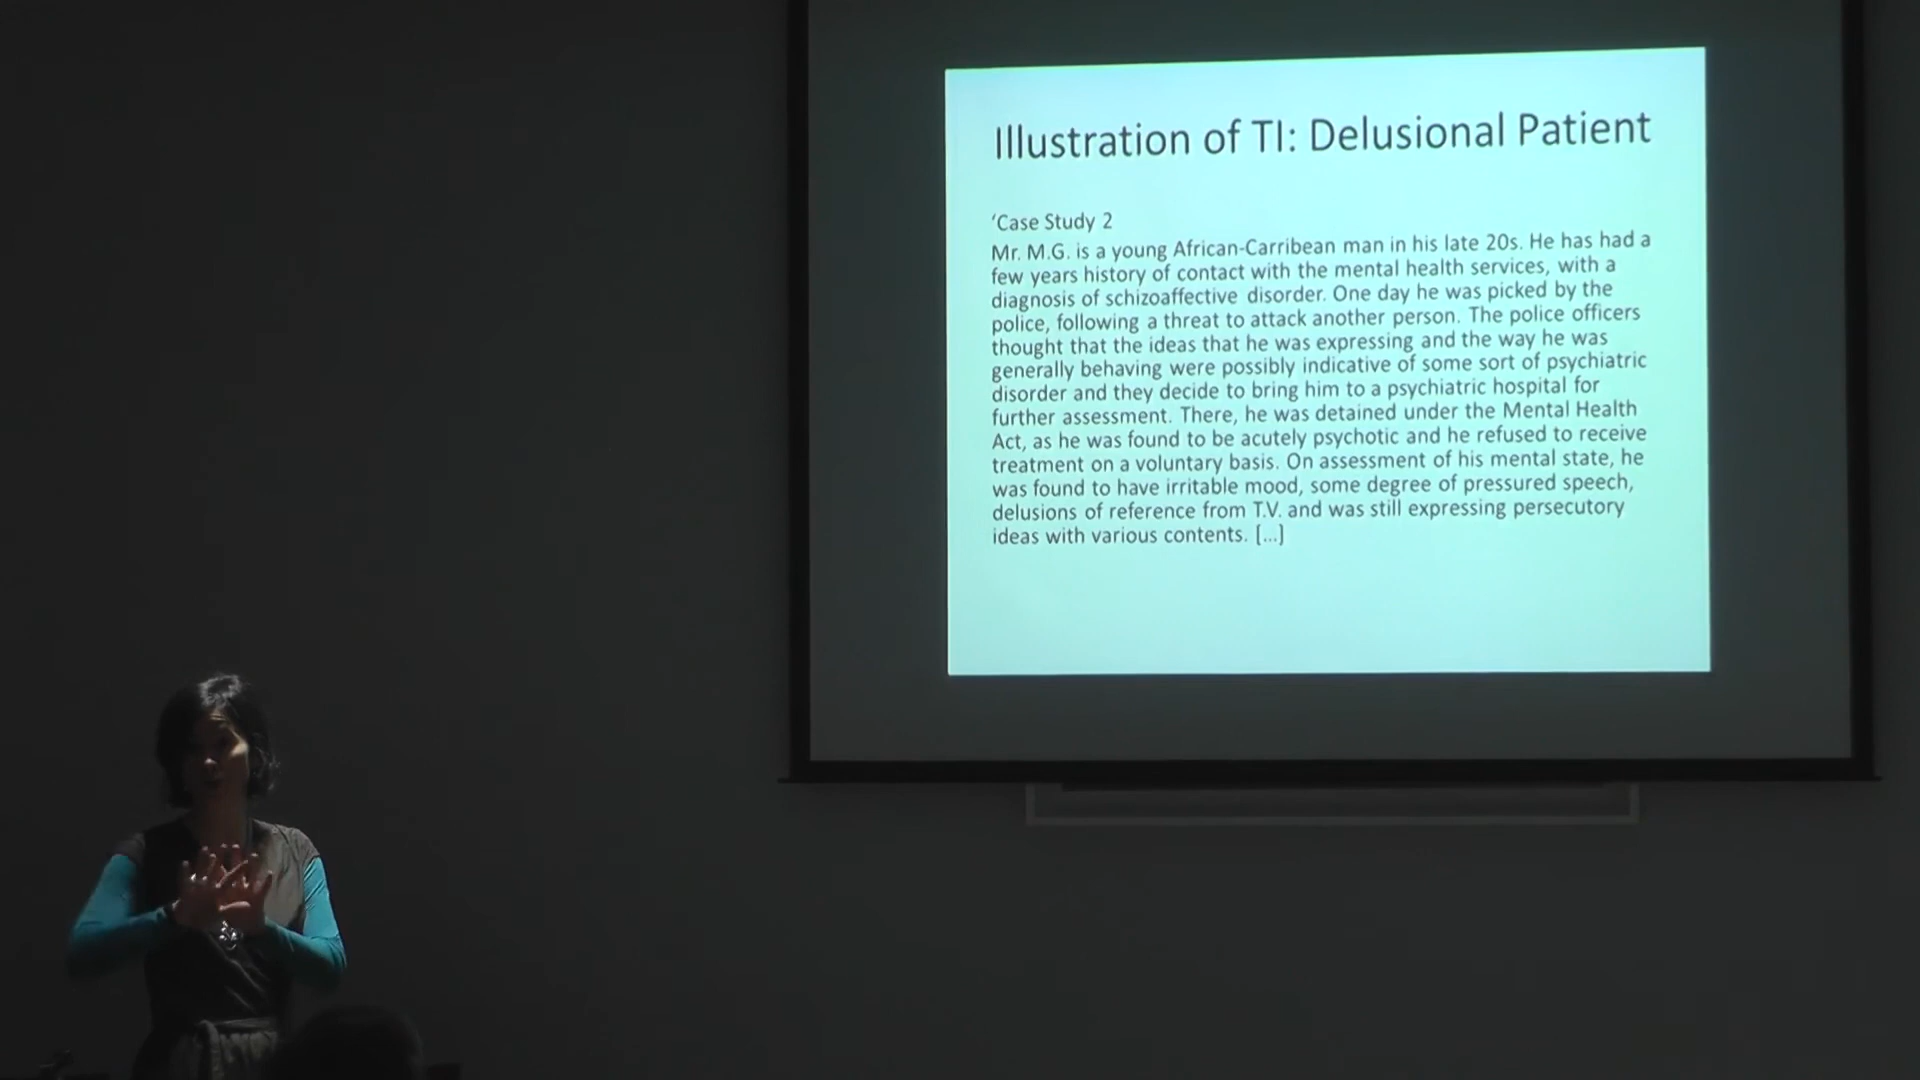 Illustration of TI: Delusional Patient
‘Case Study 2
Mr. M.G. is a young African-Carribean man in his late 20s. He has had a
few years history of contact with the mental health services, with a
diagnosis of schizoaffective disorder. One day he was picked by the
police, following a threat to attack another person. The police officers
thought that the ideas that he was expressing and the way he was
generally behaving were possibly indicative of some sort of psychiatric
disorder and they decide to bring him to a psychiatric hospital for
further assessment. There, he was detained under the Mental Health
Act, as he was found to be acutely psychotic and he refused to receive
treatment on a voluntary basis. On assessment of his mental state, he
was found to have irritable mood, some degree of pressured speech,
delusions of reference from T.V. and was still expressing persecutory
ideas with various contents. [...]